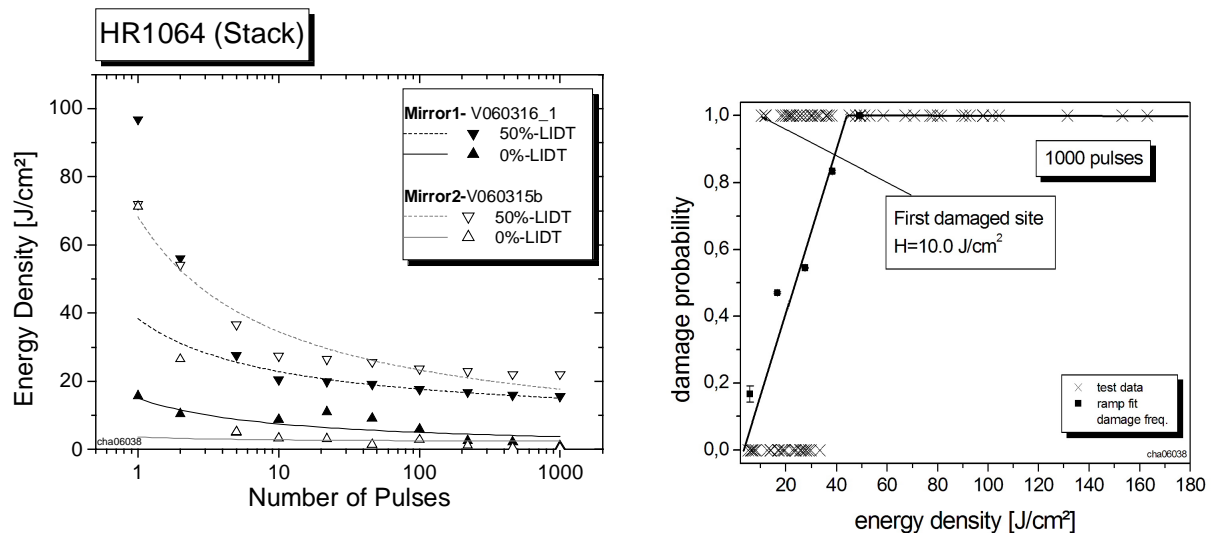 HR1064 (Stack)
100
80
60
40
20
0
Energy Density [J/cm²]
Mirror1- V060316_1
50%-LIDT
0%-LIDT
Mirror2-V060315b
50%-LIDT
0%-LIDT
cha06038
1
10
100
1000
Number of Pulses
1,0
0,8
0,6
0,4
0,2
0,0
damage probability
1000 pulses
First damaged site
H=10.0 J/cm²
test data
ramp fit
damage freq.
cha06038
20
40
60
80
100
120
140
160
180
energy density [J/cm²]